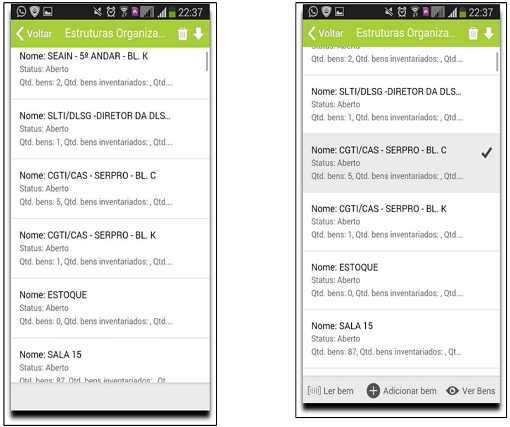 22:37
Voltar Estruturas Organiza...
Nome: SEAIN - 5º ANDAR - BL. K
Status: Aberto
Qtd. bens: 2, Qtd. bens inventariados: , Qtd....
Nome: SLTI/DLSG -DIRETOR DA DLS...
Status: Aberto
Qtd. bens: 1, Qtd. bens inventariados: , Qtd....
Nome: CGTI/CAS - SERPRO - BL. C
Status: Aberto
Qtd. bens: 5, Qtd. bens inventariados: , Qtd....
Nome: CGTI/CAS - SERPRO - BL. K
Status: Aberto
Qtd. bens: 1, Qtd. bens inventariados: , Qtd....
Nome: ESTOQUE
Status: Aberto
Qtd. bens: 0, Qtd. bens inventariados: , Qtd....
Nome: SALA 15
Status: Aberto
Qtd. bens: 87, Qtd. bens inventariados: , Qt...
22:37
Voltar Estruturas Organiza...
Status: Aberto
Qtd. bens: 2, Qtd. bens inventariados: , Qtd....
Nome: SLTI/DLSG -DIRETOR DA DLS...
Status: Aberto
Qtd. bens: 1, Qtd. bens inventariados: , Qtd....
Nome: CGTI/CAS - SERPRO - BL. C
Status: Aberto
Qtd. bens: 5, Qtd. bens inventariados: , Qtd....
Nome: CGTI/CAS - SERPRO - BL. K
Status: Aberto
Qtd. bens: 1, Qtd. bens inventariados: , Qtd....
Nome: ESTOQUE
Status: Aberto
Qtd. bens: 0, Qtd. bens inventariados: , Qtd....
Nome: SALA 15
Status: Aberto
Qtd. bens: 87, Qtd. bens inventariados: , Qt...
Ler bem Adicionar bem Ver Bens